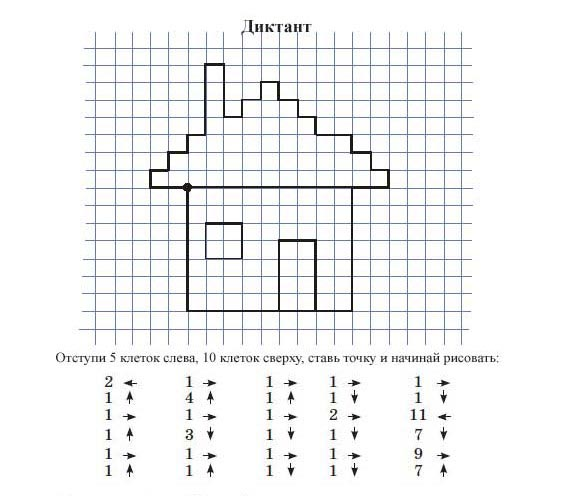 Диктант
Отступи 5 клеток слева, 10 клеток сверху, ставь точку и начинай рисовать:
2 ← 1 → 1 → 1 → 1 →
1 ↑ 4 ↑ 1 ↑ 1 ↓ 1 ↓
1 → 1 → 1 → 2 → 11 ←
1 ↑ 3 ↓ 1 ↓ 1 ↓ 7 ↓
1 → 1 → 1 → 1 → 9 →
1 ↑ 1 ↑ 1 ↓ 1 ↓ 7 ↑